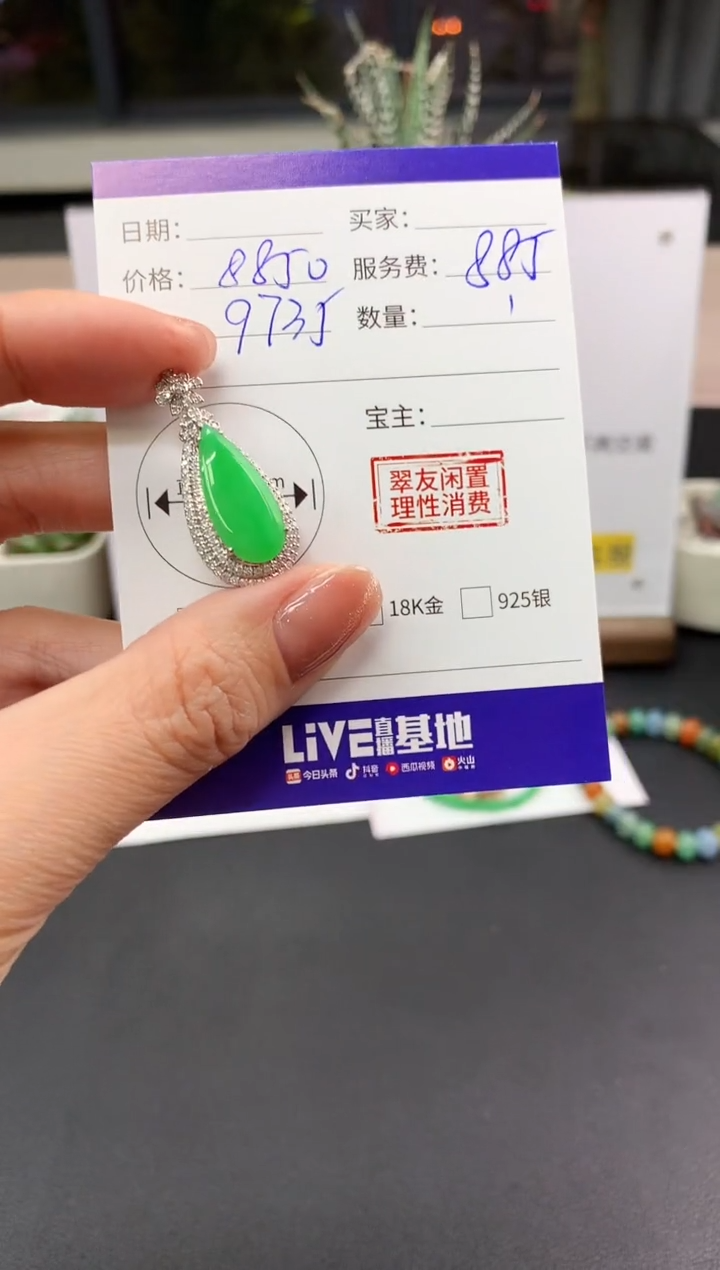 日期： 买家：
价格：8850 服务费：885
9735 数量：1
宝主：
翠友闲置
理性消费
18K金 925银
LiVE直播基地
今日头条 抖音 西瓜视频 火山